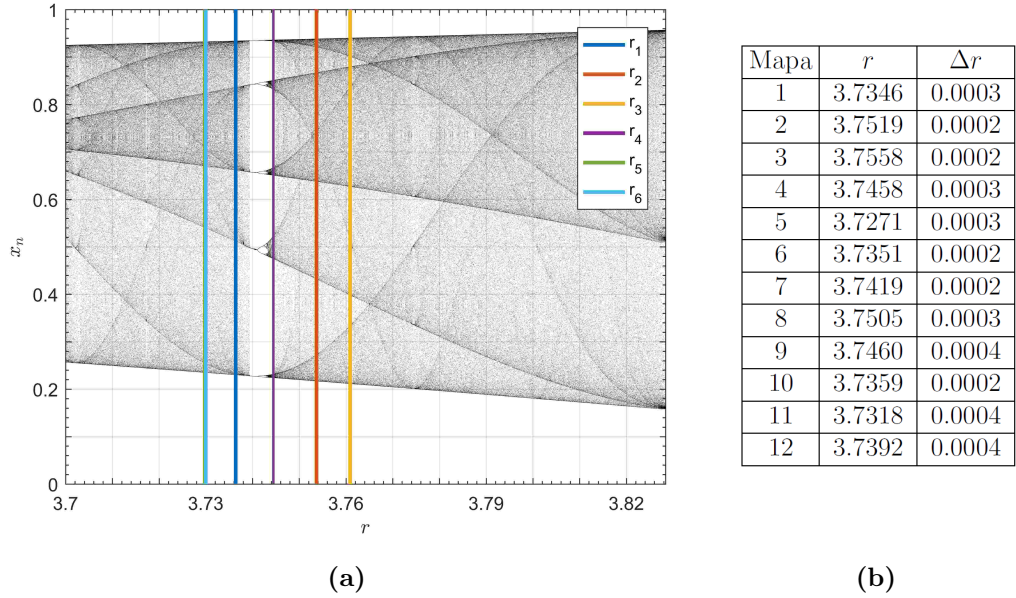 1
0.8
0.6
0.4
0.2
0
x_n
3.7 3.73 3.76 3.79 3.82
r
r_1
r_2
r_3
r_4
r_5
r_6
(a)
Mapa r Δr
1 3.7346 0.0003
2 3.7519 0.0002
3 3.7558 0.0002
4 3.7458 0.0003
5 3.7271 0.0003
6 3.7351 0.0002
7 3.7419 0.0002
8 3.7505 0.0003
9 3.7460 0.0004
10 3.7359 0.0002
11 3.7318 0.0004
12 3.7392 0.0004
(b)